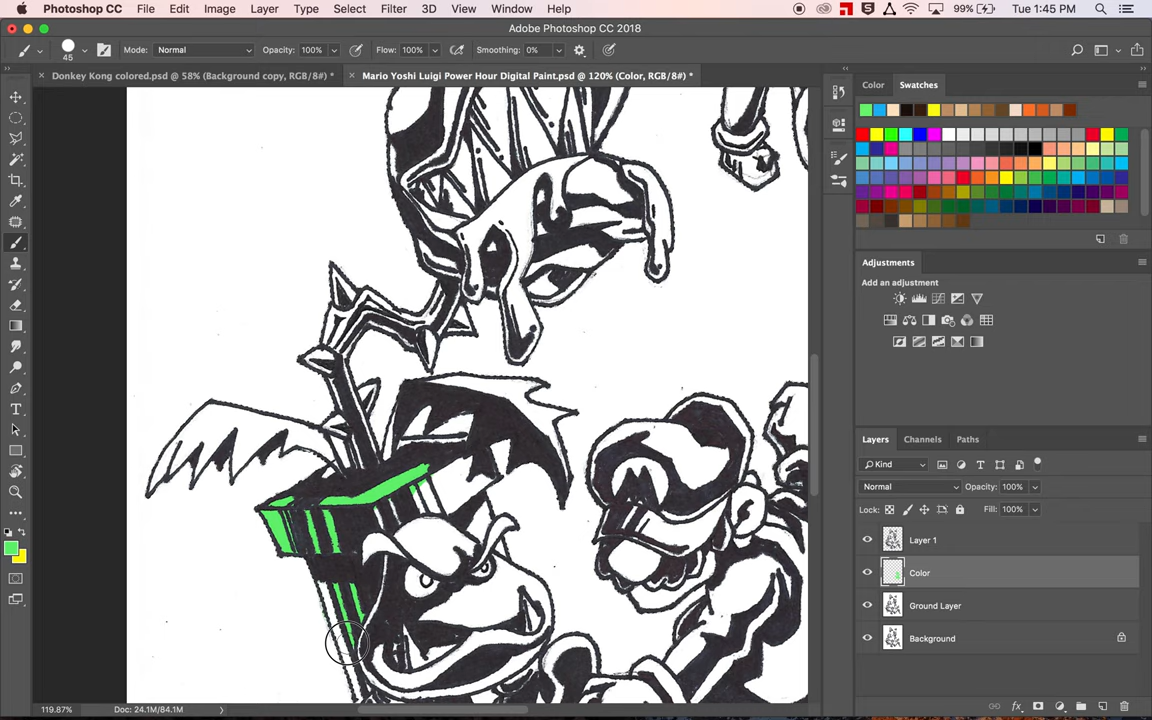 Photoshop CC File Edit Image Layer Type Select Filter 3D View Window Help 99% Tue 1:45 PM
Adobe Photoshop CC 2018
45 Mode: Normal Opacity: 100% Flow: 100% Smoothing: 0%
Donkey Kong colored.psd @ 58% (Background copy, RGB/8#) * Mario Yoshi Luigi Power Hour Digital Paint.psd @ 120% (Color, RGB/8#) *
Color Swatches
Adjustments
Add an adjustment
Layers Channels Paths
Kind
Normal Opacity: 100%
Lock: Fill: 100%
Layer 1
Color
Ground Layer
Background
M
119.87% Doc: 24.1M/84.1M
fx